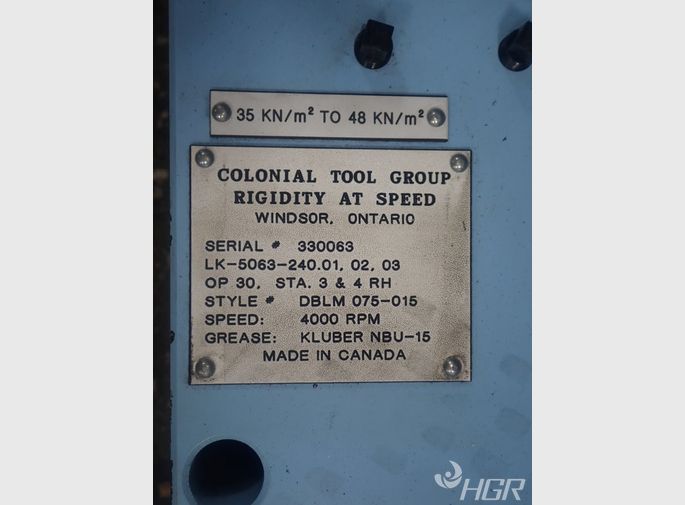 35 KN/m² TO 48 KN/m²
COLONIAL TOOL GROUP
RIGIDITY AT SPEED
WINDSOR, ONTARIO
SERIAL # 330063
LK-5063-240.01, 02, 03
OP 30, STA. 3 & 4 RH
STYLE # DBLM 075-015
SPEED: 4000 RPM
GREASE: KLUBER NBU-15
MADE IN CANADA
HGR